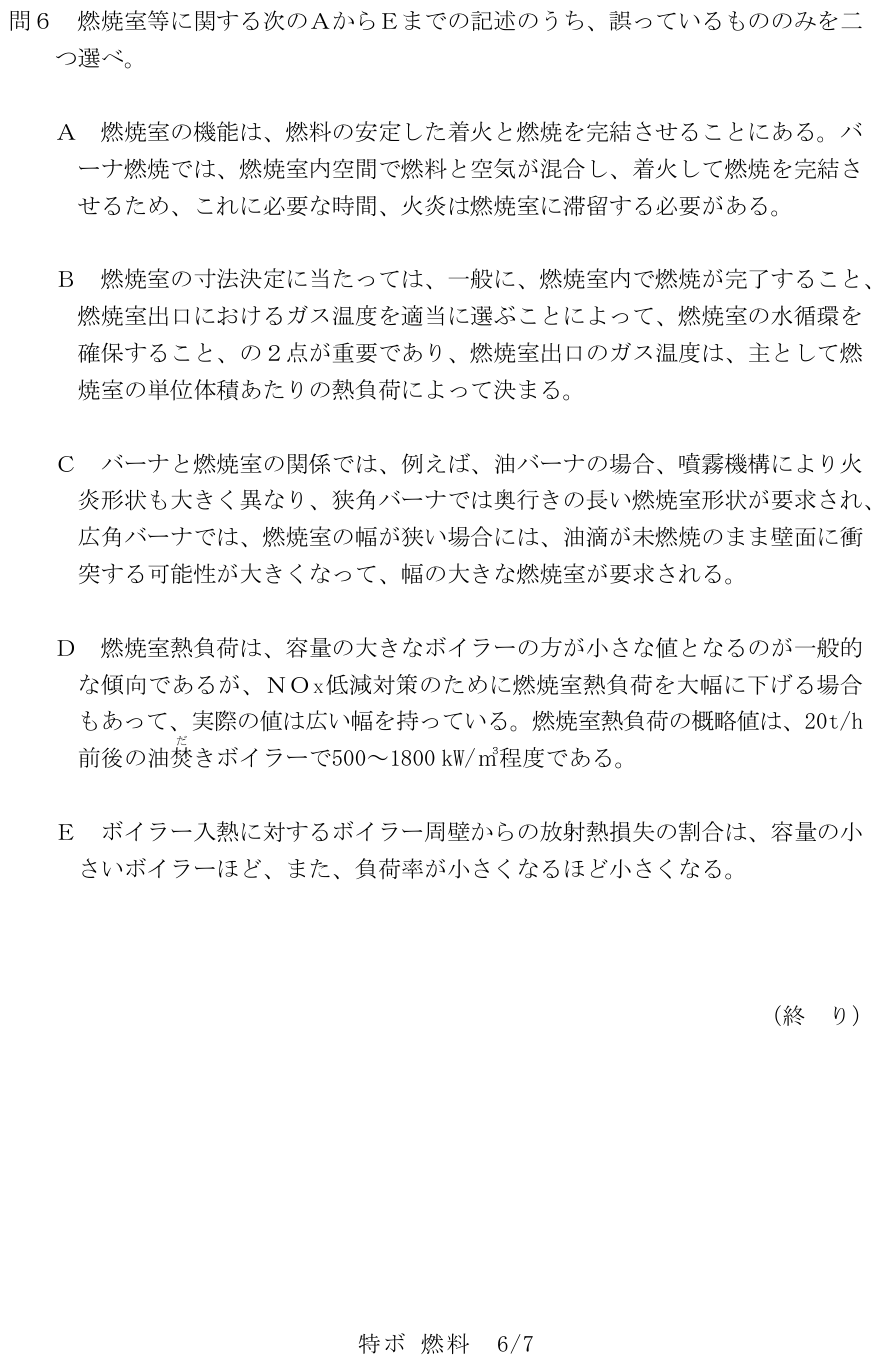 問６　燃焼室等に関する次のＡからＥまでの記述のうち、誤っているもののみを二
つ選べ。
Ａ　燃焼室の機能は、燃料の安定した着火と燃焼を完結させることにある。バ
ーナ燃焼では、燃焼室内空間で燃料と空気が混合し、着火して燃焼を完結さ
せるため、これに必要な時間、火炎は燃焼室に滞留する必要がある。
Ｂ　燃焼室の寸法決定に当たっては、一般に、燃焼室内で燃焼が完了すること、
燃焼室出口におけるガス温度を適当に選ぶことによって、燃焼室の水循環を
確保すること、の２点が重要であり、燃焼室出口のガス温度は、主として燃
焼室の単位体積あたりの熱負荷によって決まる。
Ｃ　バーナと燃焼室の関係では、例えば、油バーナの場合、噴霧機構により火
炎形状も大きく異なり、狭角バーナでは奥行きの長い燃焼室形状が要求され、
広角バーナでは、燃焼室の幅が狭い場合には、油滴が未燃焼のまま壁面に衝
突する可能性が大きくなって、幅の大きな燃焼室が要求される。
Ｄ　燃焼室熱負荷は、容量の大きなボイラーの方が小さな値となるのが一般的
な傾向であるが、ＮＯx低減対策のために燃焼室熱負荷を大幅に下げる場合
もあって、実際の値は広い幅を持っている。燃焼室熱負荷の概略値は、20t/h
だ
前後の油焚きボイラーで500～1800 kW/㎥程度である。
Ｅ　ボイラー入熱に対するボイラー周壁からの放射熱損失の割合は、容量の小
さいボイラーほど、また、負荷率が小さくなるほど小さくなる。
（終　り）
特ボ 燃料　6/7